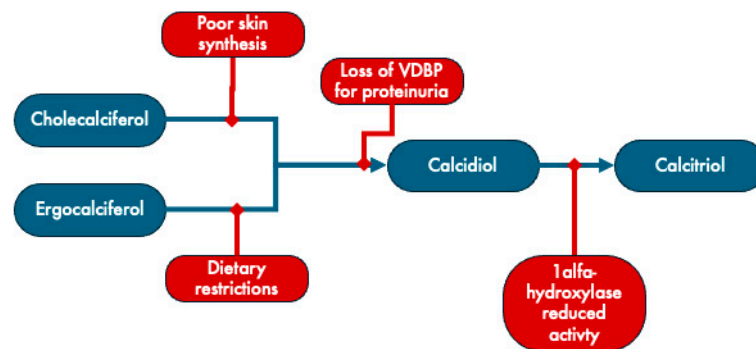 Poor skin
synthesis
Loss of VDBP
for proteinuria
Cholecalciferol
Calcidiol
Calcitriol
Ergocalciferol
Dietary
restrictions
1alfa-
hydroxylase
reduced
activty